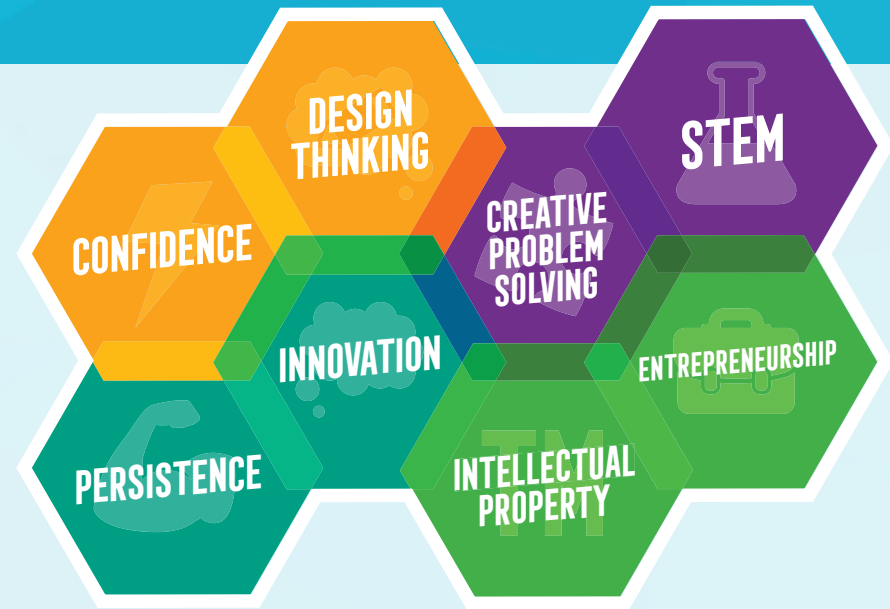 DESIGN
THINKING
STEM
CONFIDENCE
CREATIVE
PROBLEM
SOLVING
INNOVATION
ENTREPRENEURSHIP
PERSISTENCE
INTELLECTUAL
PROPERTY
TM